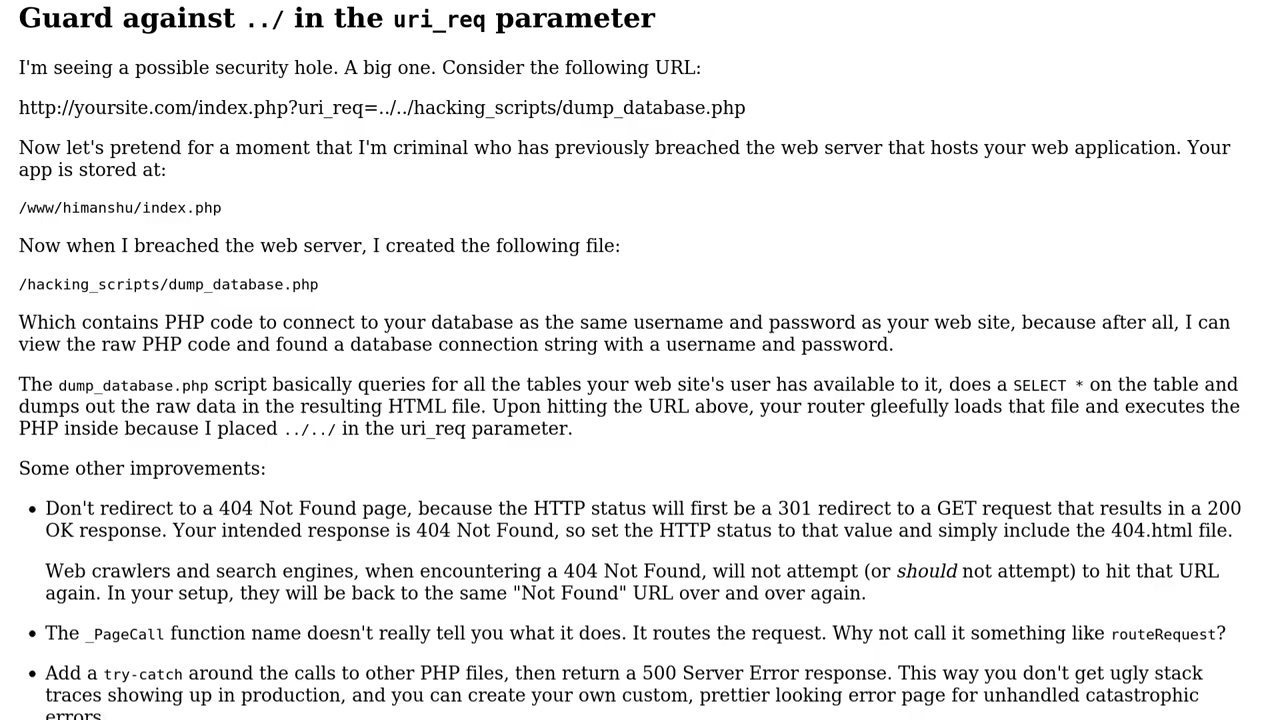 Guard against ../ in the uri_req parameter
I'm seeing a possible security hole. A big one. Consider the following URL:
http://yoursite.com/index.php?uri_req=../../hacking_scripts/dump_database.php
Now let's pretend for a moment that I'm criminal who has previously breached the web server that hosts your web application. Your
app is stored at:
/www/himanshu/index.php
Now when I breached the web server, I created the following file:
/hacking_scripts/dump_database.php
Which contains PHP code to connect to your database as the same username and password as your web site, because after all, I can
view the raw PHP code and found a database connection string with a username and password.
The dump_database.php script basically queries for all the tables your web site's user has available to it, does a SELECT * on the table and
dumps out the raw data in the resulting HTML file. Upon hitting the URL above, your router gleefully loads that file and executes the
PHP inside because I placed ../../ in the uri_req parameter.
Some other improvements:
• Don't redirect to a 404 Not Found page, because the HTTP status will first be a 301 redirect to a GET request that results in a 200
OK response. Your intended response is 404 Not Found, so set the HTTP status to that value and simply include the 404.html file.
Web crawlers and search engines, when encountering a 404 Not Found, will not attempt (or should not attempt) to hit that URL
again. In your setup, they will be back to the same "Not Found" URL over and over again.
• The _PageCall function name doesn't really tell you what it does. It routes the request. Why not call it something like routeRequest?
• Add a try-catch around the calls to other PHP files, then return a 500 Server Error response. This way you don't get ugly stack
traces showing up in production, and you can create your own custom, prettier looking error page for unhandled catastrophic
errors.